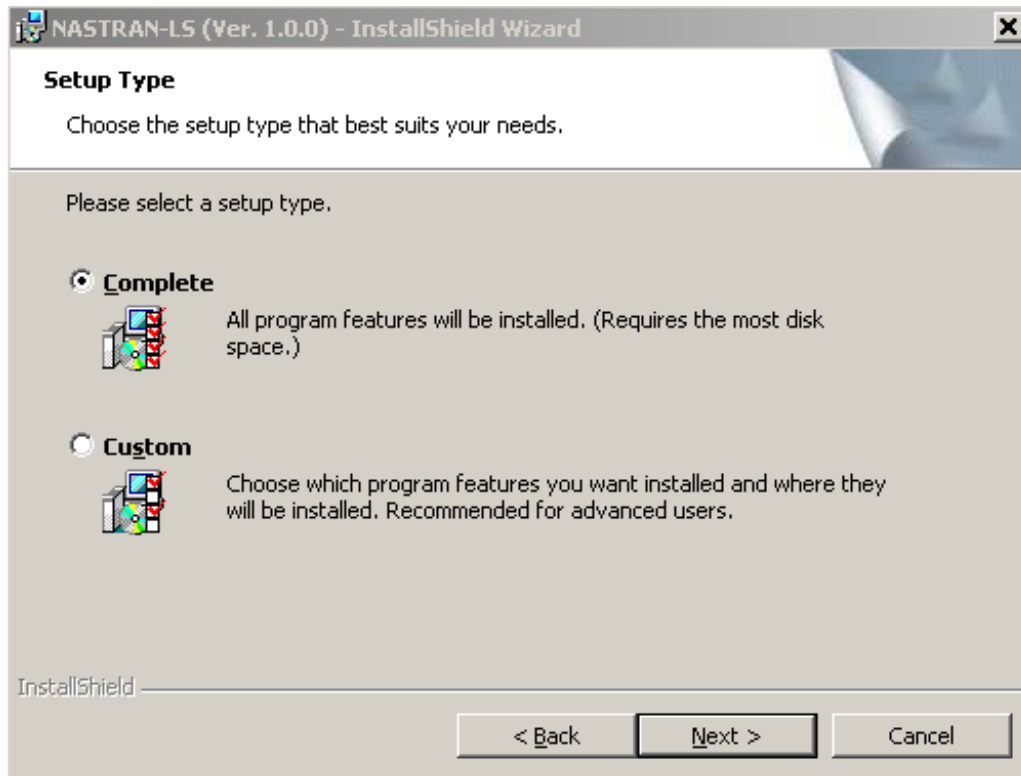 NASTRAN-LS (Ver. 1.0.0) - InstallShield Wizard
Setup Type
Choose the setup type that best suits your needs.
Please select a setup type.
Complete
All program features will be installed. (Requires the most disk
space.)
Custom
Choose which program features you want installed and where they
will be installed. Recommended for advanced users.
InstallShield
< Back
Next >
Cancel